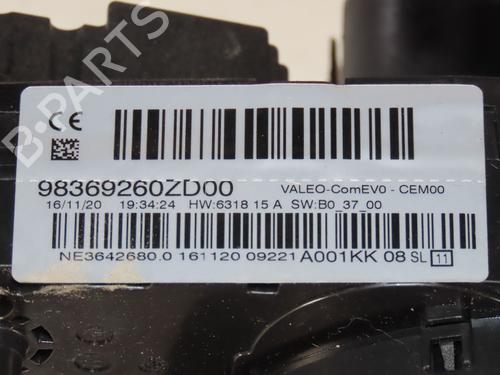 CE
98369260ZD00
VALEO-ComEV0 - CEM00
16/11/20 19:34:24 HW:6318 15 A SW:B0_37_00
NE3642680.0 161120 09221 A001KK 08 SL 11
B-PARTS